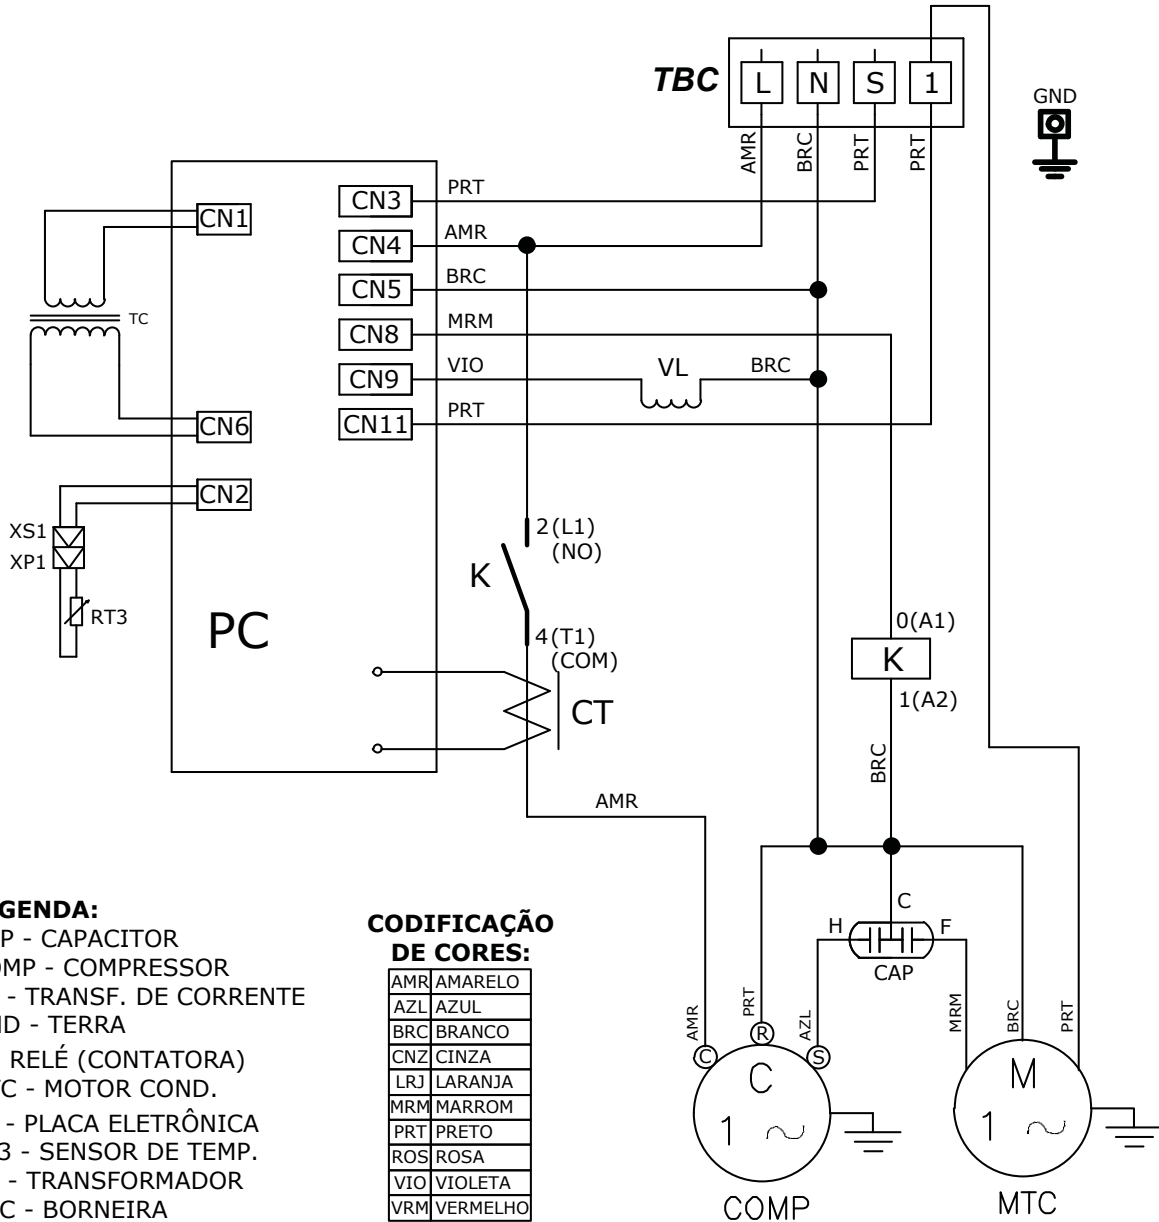 TBC
L N S 1
GND
AMR BRC PRT PRT
CN1
CN3 PRT
CN4 AMR
CN5 BRC
CN8 MRM
CN9 VIO VL BRC
CN11 PRT
TC
CN6
CN2
XS1
XP1
RT3
PC
2(L1)
(NO)
K
4(T1)
(COM)
CT
0(A1)
K
1(A2)
BRC
AMR
C
H F
CAP
AMR PRT AZL MRM BRC PRT
C R S
C
1
COMP
M
1
MTC
GENDA:
P - CAPACITOR
OMP - COMPRESSOR
- TRANSF. DE CORRENTE
ND - TERRA
RELÉ (CONTATORA)
TC - MOTOR COND.
- PLACA ELETRÔNICA
3 - SENSOR DE TEMP.
- TRANSFORMADOR
C - BORNEIRA
CODIFICAÇÃO
DE CORES:
AMR AMARELO
AZL AZUL
BRC BRANCO
CNZ CINZA
LRJ LARANJA
MRM MARROM
PRT PRETO
ROS ROSA
VIO VIOLETA
VRM VERMELHO